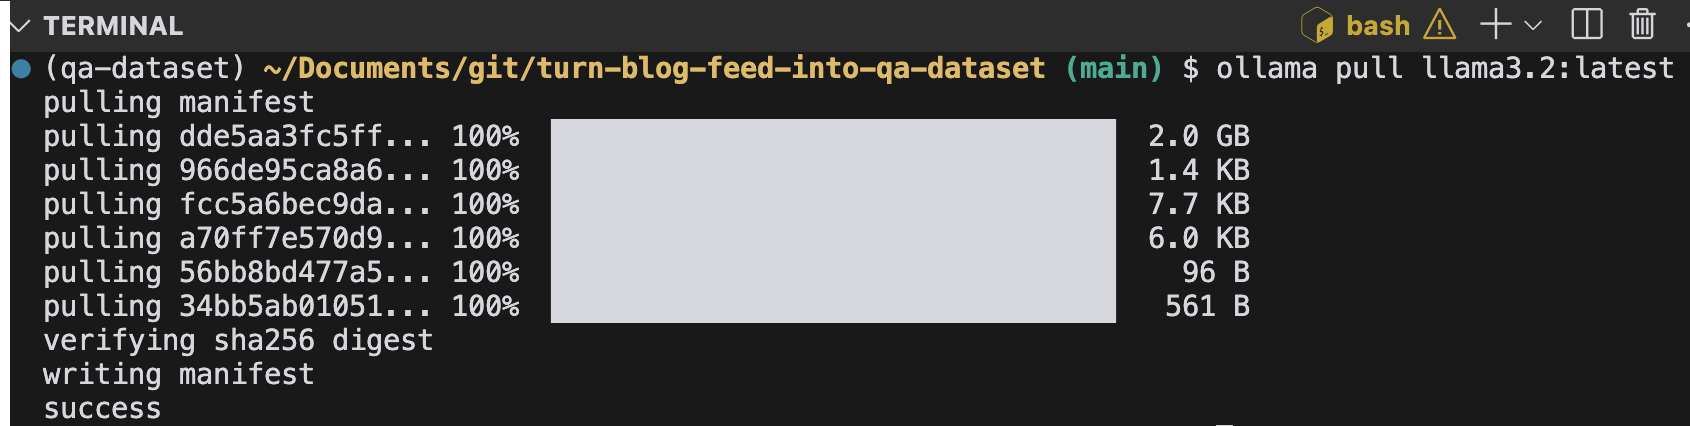 TERMINAL
bash
(qa-dataset) ~/Documents/git/turn-blog-feed-into-qa-dataset (main) $ ollama pull llama3.2:latest
pulling manifest
pulling dde5aa3fc5ff... 100% 2.0 GB
pulling 966de95ca8a6... 100% 1.4 KB
pulling fcc5a6bec9da... 100% 7.7 KB
pulling a70ff7e570d9... 100% 6.0 KB
pulling 56bb8bd477a5... 100% 96 B
pulling 34bb5ab01051... 100% 561 B
verifying sha256 digest
writing manifest
success